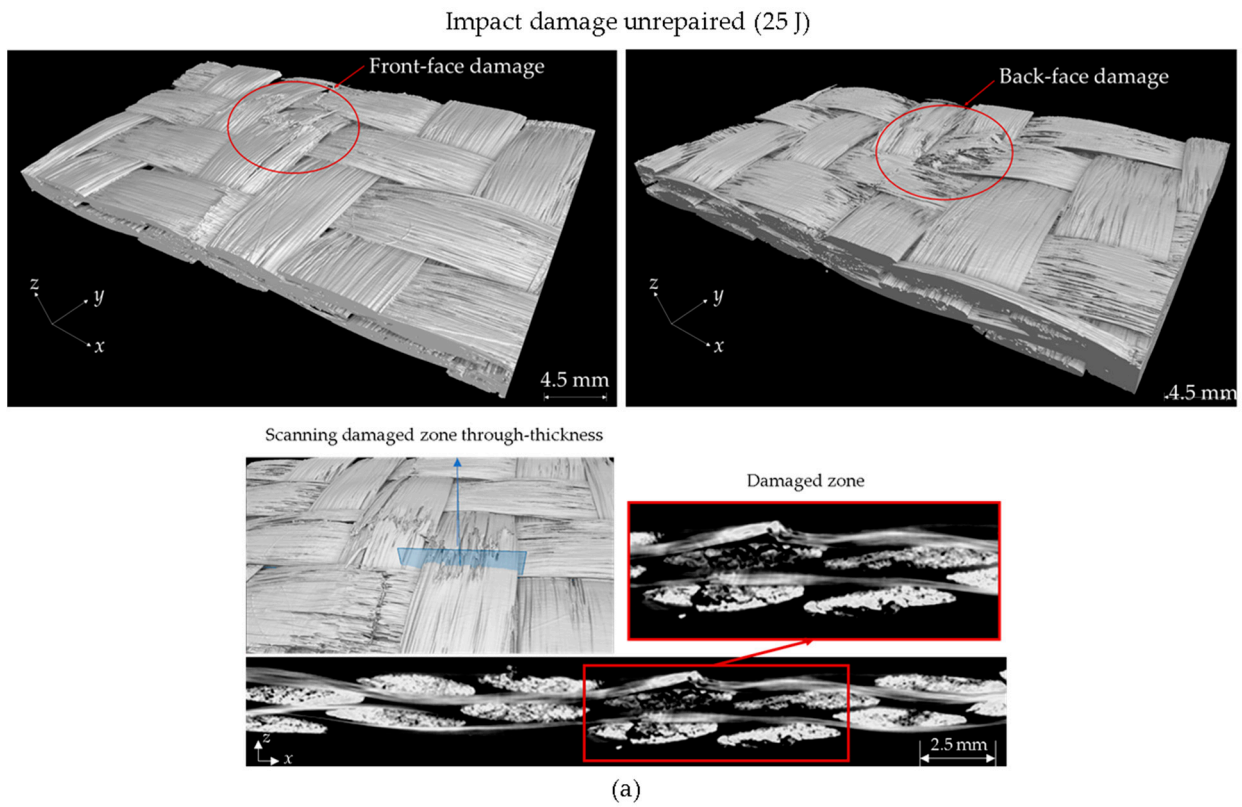 Impact damage unrepaired (25 J)
Front-face damage
Back-face damage
z
y
x
4.5 mm
z
y
x
4.5 mm
Scanning damaged zone through-thickness
Damaged zone
z
x
2.5 mm
(a)